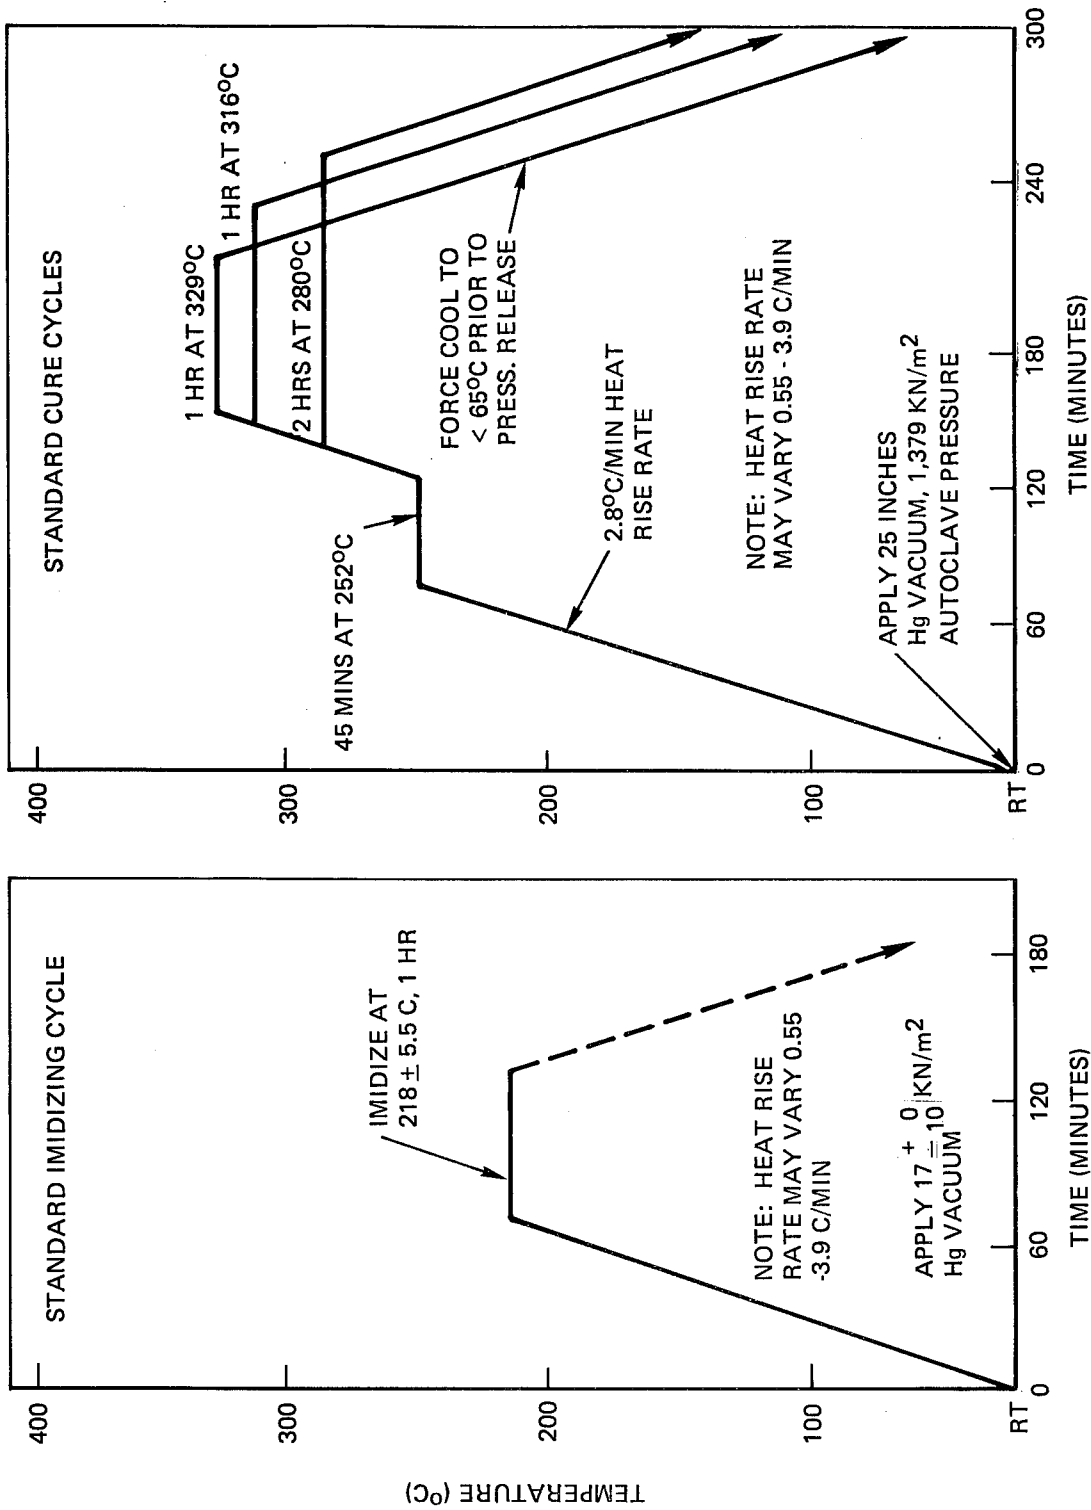 STANDARD IMIDIZING CYCLE
TEMPERATURE (ºC)
400
300
200
100
RT
IMIDIZE AT
218 ± 5.5 C, 1 HR
NOTE: HEAT RISE
RATE MAY VARY 0.55
-3.9 C/MIN
APPLY 17 + 0 - 10 KN/m²
Hg VACUUM
0
60
120
180
TIME (MINUTES)
STANDARD CURE CYCLES
400
300
200
100
RT
1 HR AT 329ºC
1 HR AT 316ºC
2 HRS AT 280ºC
45 MINS AT 252ºC
FORCE COOL TO
< 65ºC PRIOR TO
PRESS. RELEASE
2.8ºC/MIN HEAT
RISE RATE
NOTE: HEAT RISE RATE
MAY VARY 0.55 - 3.9 C/MIN
APPLY 25 INCHES
Hg VACUUM, 1,379 KN/m²
AUTOCLAVE PRESSURE
0
60
120
180
240
300
TIME (MINUTES)